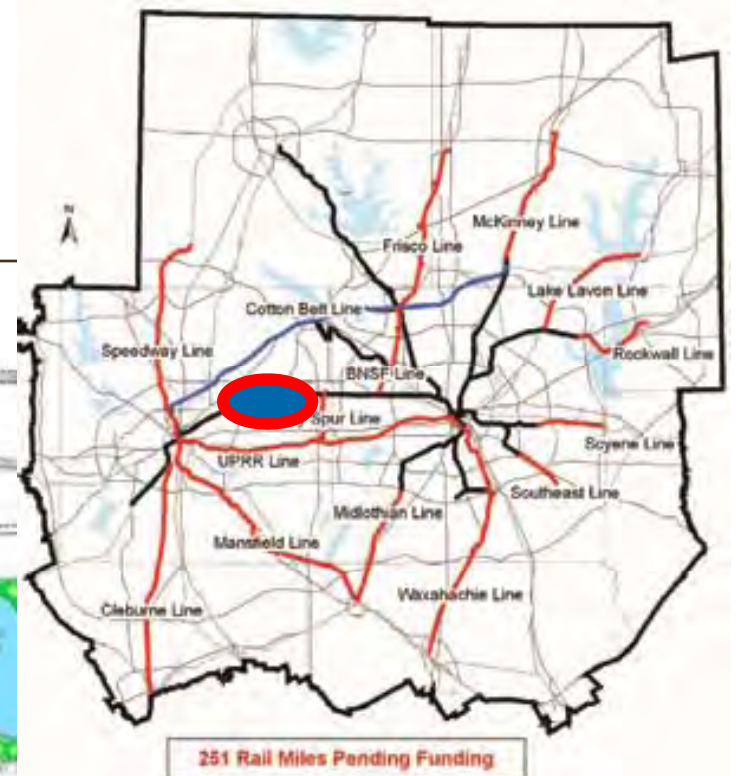 N
McKinney Line
Frisco Line
Lake Lavon Line
Cotton Belt Line
Speedway Line
Rockwall Line
BNSF Line
Spur Line
Scyene Line
UPRR Line
Southeast Line
Midlothian Line
Mansfield Line
Waxahachie Line
Cleburne Line
251 Rail Miles Pending Funding